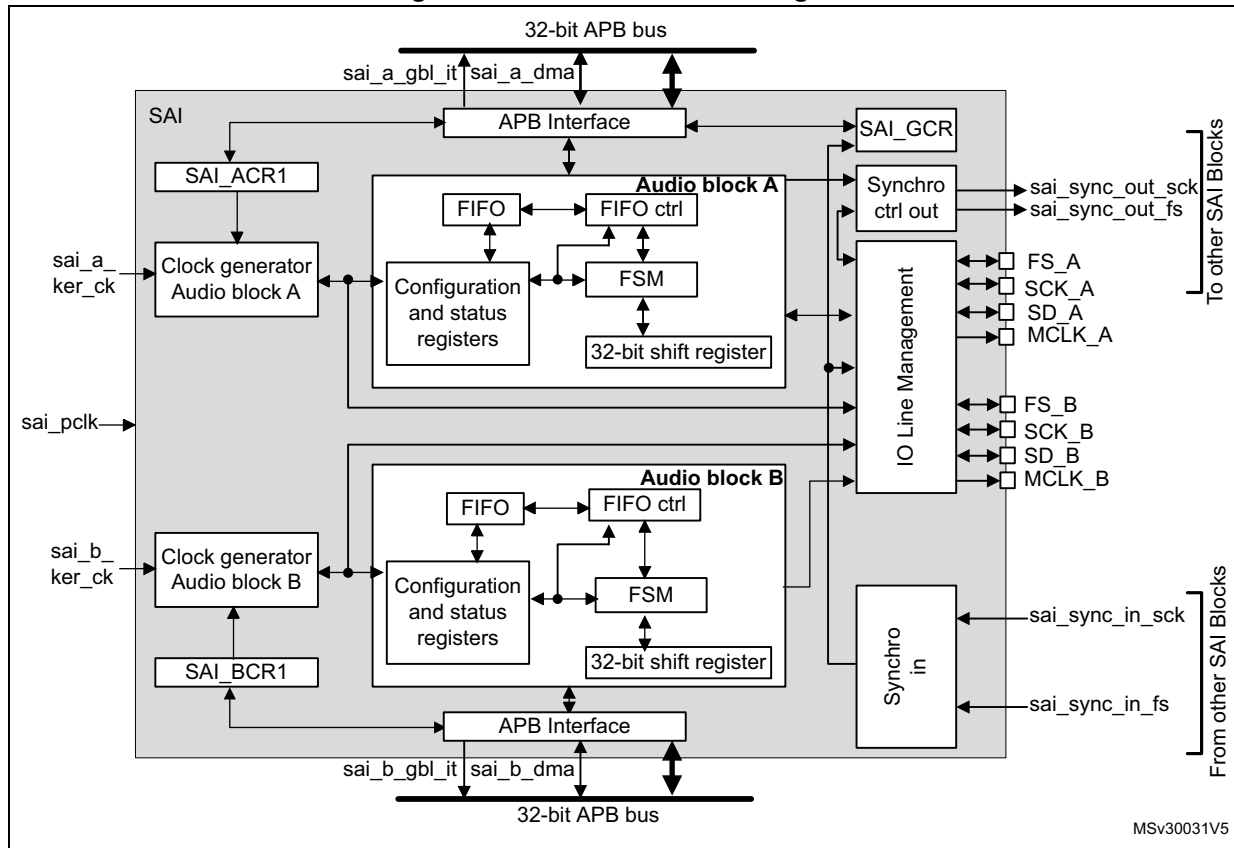 32-bit APB bus
sai_a_gbl_it sai_a_dma
SAI
APB Interface
SAI_GCR
SAI_ACR1
Audio block A
FIFO
FIFO ctrl
Synchro
ctrl out
sai_sync_out_sck
sai_sync_out_fs
To other SAI Blocks
sai_a_
ker_ck
Clock generator
Audio block A
Configuration
and status
registers
FSM
32-bit shift register
IO Line Management
FS_A
SCK_A
SD_A
MCLK_A
sai_pclk
FS_B
SCK_B
SD_B
MCLK_B
Audio block B
FIFO
FIFO ctrl
sai_b_
ker_ck
Clock generator
Audio block B
Configuration
and status
registers
FSM
32-bit shift register
SAI_BCR1
Synchro
in
sai_sync_in_sck
sai_sync_in_fs
From other SAI Blocks
APB Interface
sai_b_gbl_it sai_b_dma
32-bit APB bus
MSv30031V5